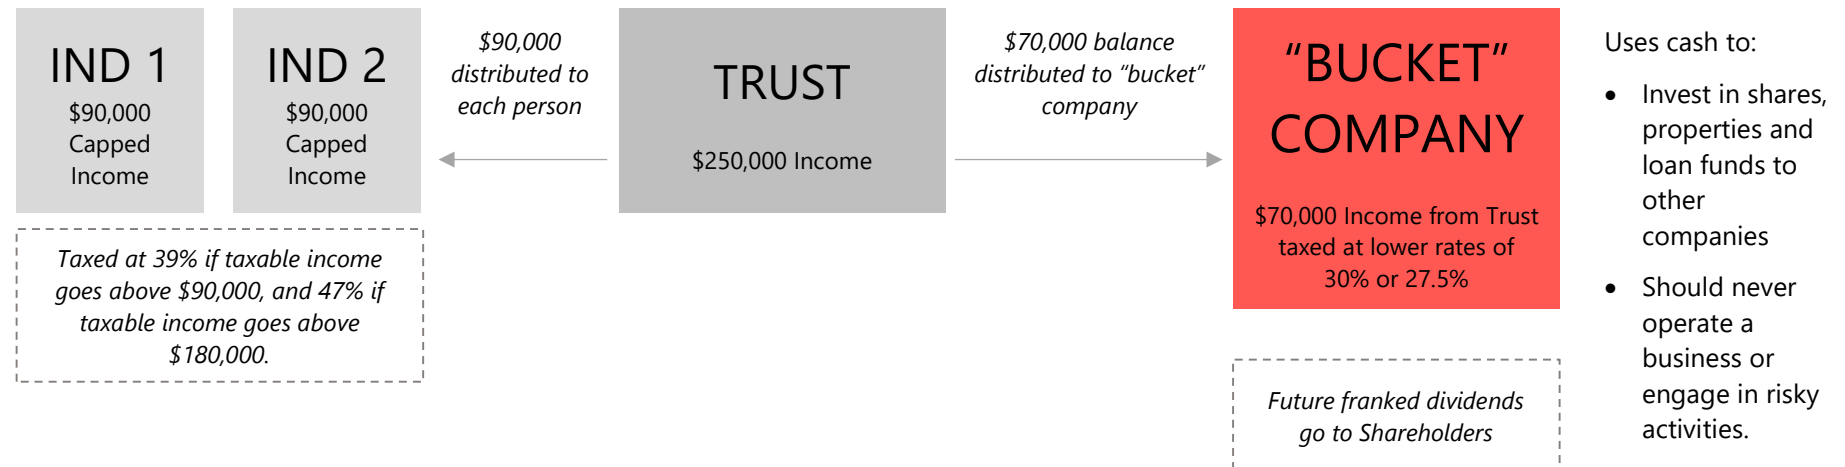 IND 1
$90,000
Capped
Income
IND 2
$90,000
Capped
Income
Taxed at 39% if taxable income
goes above $90,000, and 47% if
taxable income goes above
$180,000.
$90,000
distributed to
each person
TRUST
$250,000 Income
$70,000 balance
distributed to “bucket”
company
“BUCKET”
COMPANY
$70,000 Income from Trust
taxed at lower rates of
30% or 27.5%
Future franked dividends
go to Shareholders
Uses cash to:
• Invest in shares,
properties and
loan funds to
other
companies
• Should never
operate a
business or
engage in risky
activities.